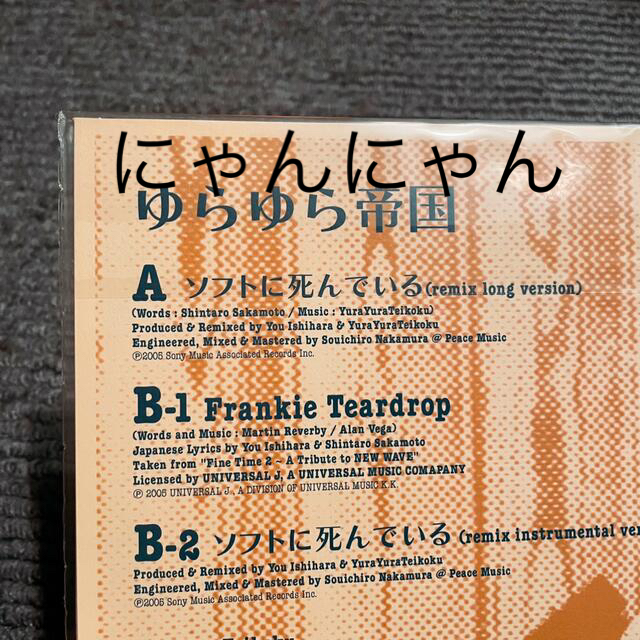 にゃんにゃん
ゆらゆら帝国
A ソフトに死んでいる(remix long version)
(Words : Shintaro Sakamoto / Music : YuraYuraTeikoku)
Produced & Remixed by You Ishihara & YuraYuraTeikoku
Engineered, Mixed & Mastered by Souichiro Nakamura @ Peace Music
℗2005 Sony Music Associated Records Inc.
B-1 Frankie Teardrop
(Words and Music : Martin Reverby / Alan Vega)
Japanese Lyrics by You Ishihara & Shintaro Sakamoto
Taken from "Fine Time 2 ~ A Tribute to NEW WAVE"
Licensed by UNIVERSAL J, A UNIVERSAL MUSIC COMAPANY
℗ 2005 UNIVERSAL J , A DIVISION OF UNIVERSAL MUSIC K.K.
B-2 ソフトに死んでいる (remix instrumental ver
Produced & Remixed by You Ishihara & YuraYuraTeikoku
Engineered, Mixed & Mastered by Souichiro Nakamura @ Peace Music
℗2005 Sony Music Associated Records Inc.